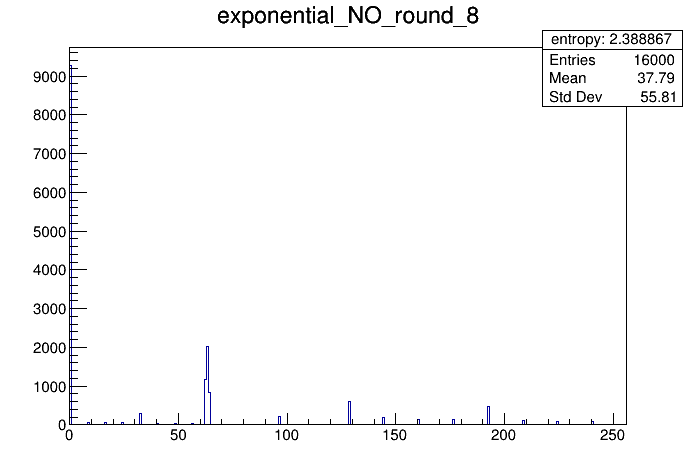 exponential_NO_round_8
entropy: 2.388867
Entries 16000
Mean 37.79
Std Dev 55.81
9000
8000
7000
6000
5000
4000
3000
2000
1000
0
0 50 100 150 200 250